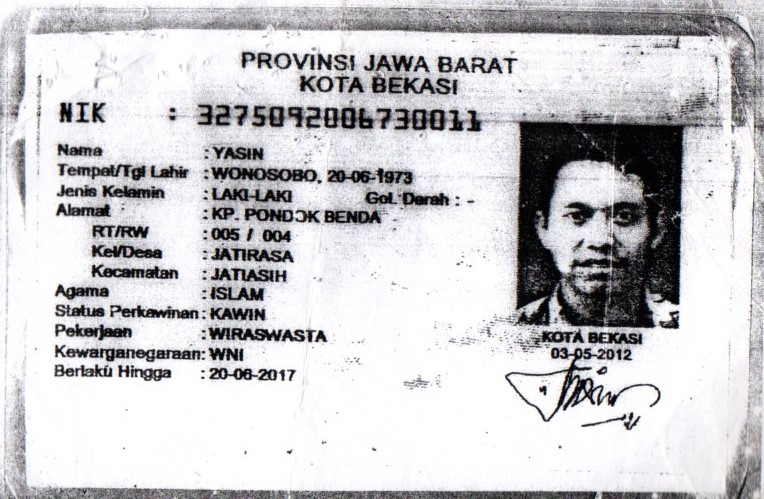 PROVINSI JAWA BARAT
KOTA BEKASI
NIK : 3275092006730011
Nama : YASIN
Tempat/Tgl Lahir : WONOSOBO, 20-06-1973
Jenis Kelamin : LAKI-LAKI Gol. Darah : -
Alamat : KP. PONDOK BENDA
RT/RW : 005 / 004
Kel/Desa : JATIRASA
Kecamatan : JATIASIH
Agama : ISLAM
Status Perkawinan : KAWIN
Pekerjaan : WIRASWASTA
Kewarganegaraan: WNI
Berlaku Hingga : 20-06-2017
KOTA BEKASI
03-05-2012